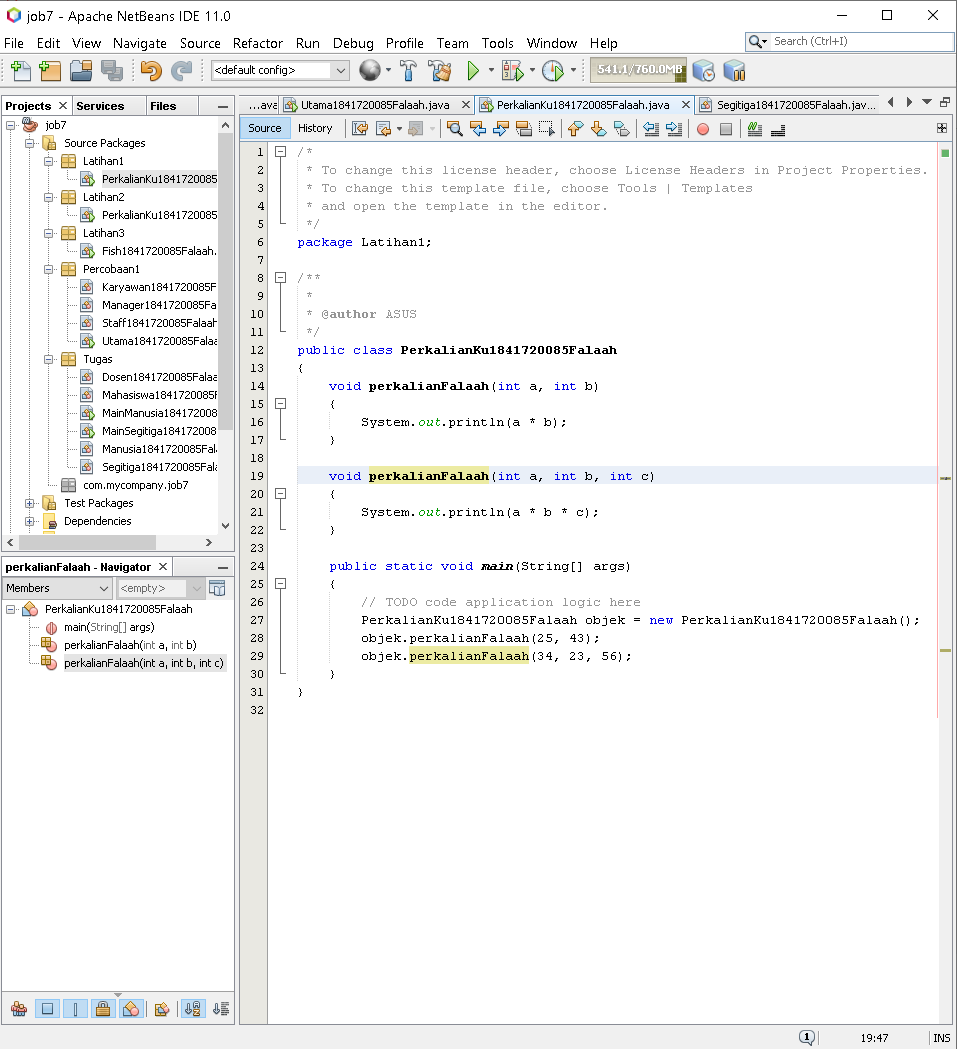 job7 - Apache NetBeans IDE 11.0
File Edit View Navigate Source Refactor Run Debug Profile Team Tools Window Help
Search (Ctrl+I)
<default config>
541.1/760.0MB
Projects Services Files
...ava Utama1841720085Falaah.java PerkalianKu1841720085Falaah.java Segitiga1841720085Falaah.jav...
Source History
job7
Source Packages
Latihan1
PerkalianKu1841720085
Latihan2
PerkalianKu1841720085
Latihan3
Fish1841720085Falaah.
Percobaan1
Karyawan1841720085F
Manager1841720085Fa
Staff1841720085Falaah
Utama1841720085Falaa
Tugas
Dosen1841720085Falaa
Mahasiswa1841720085F
MainManusia184172008
MainSegitiga184172008
Manusia1841720085Fal
Segitiga1841720085Fala
com.mycompany.job7
Test Packages
Dependencies
perkalianFalaah - Navigator
Members <empty>
PerkalianKu1841720085Falaah
main(String[] args)
perkalianFalaah(int a, int b)
perkalianFalaah(int a, int b, int c)
1 /*
2 * To change this license header, choose License Headers in Project Properties.
3 * To change this template file, choose Tools | Templates
4 * and open the template in the editor.
5 */
6 package Latihan1;
7
8 /**
9 *
10 * @author ASUS
11 */
12 public class PerkalianKu1841720085Falaah
13 {
14 void perkalianFalaah(int a, int b)
15 {
16 System.out.println(a * b);
17 }
18
19 void perkalianFalaah(int a, int b, int c)
20 {
21 System.out.println(a * b * c);
22 }
23
24 public static void main(String[] args)
25 {
26 // TODO code application logic here
27 PerkalianKu1841720085Falaah objek = new PerkalianKu1841720085Falaah();
28 objek.perkalianFalaah(25, 43);
29 objek.perkalianFalaah(34, 23, 56);
30 }
31 }
32
1 19:47 INS